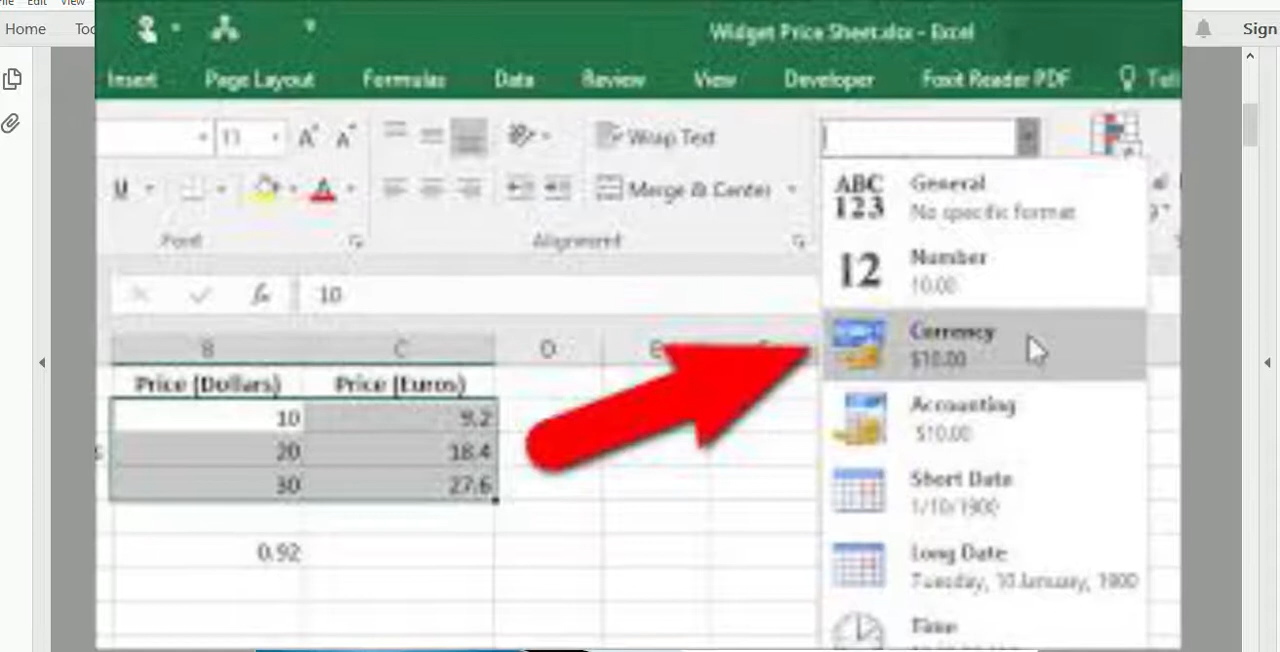 File Edit View
Home
Sign
Widget Price Sheet.xlsx - Excel
Insert Page Layout Formulas Data Review View Developer Foxit Reader PDF Tell
11 A A Wrap Text
U A Merge & Center
Font Alignment
fx 10
B C D E
Price (Dollars) Price (Euros)
10 9.2
20 18.4
30 27.6
0.92
ABC
123
General
No specific format
12
Number
10.00
Currency
$10.00
Accounting
$10.00
Short Date
1/10/1900
Long Date
Tuesday, 10 January, 1900
Time